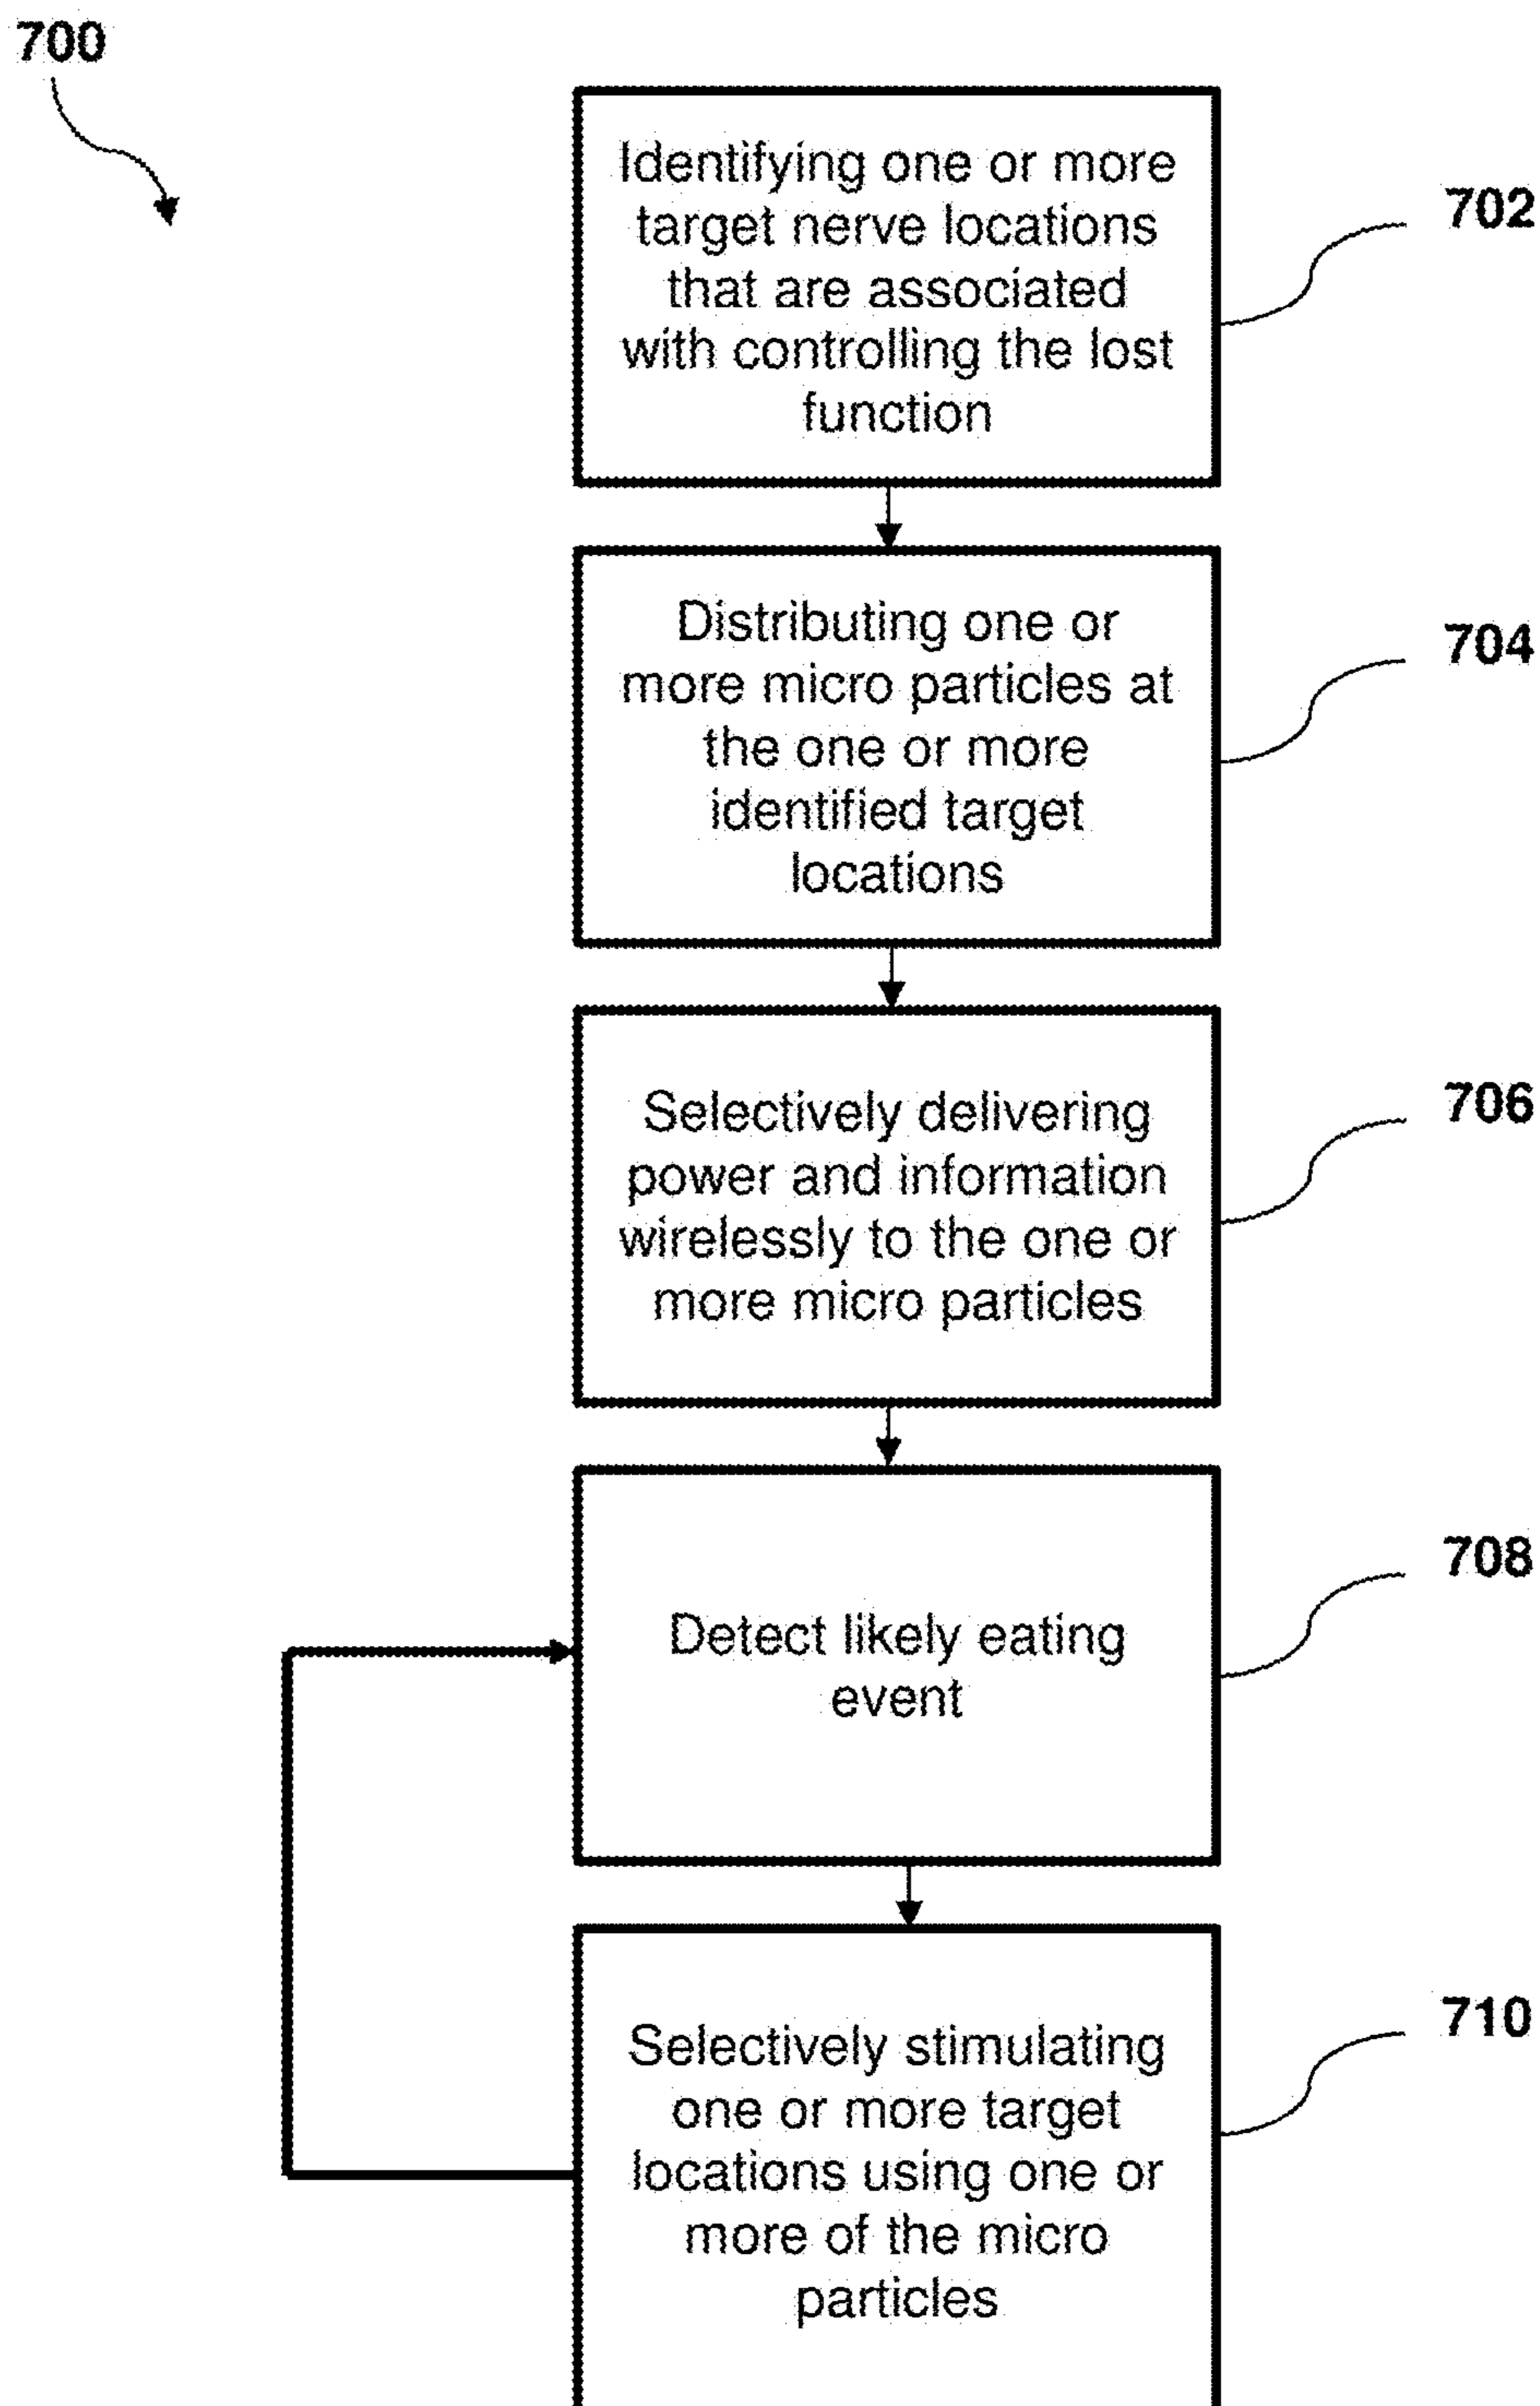 700
Identifying one or more
target nerve locations
that are associated
with controlling the lost
function
702
Distributing one or
more micro particles at
the one or more
identified target
locations
704
Selectively delivering
power and information
wirelessly to the one or
more micro particles
706
Detect likely eating
event
708
Selectively stimulating
one or more target
locations using one or
more of the micro
particles
710